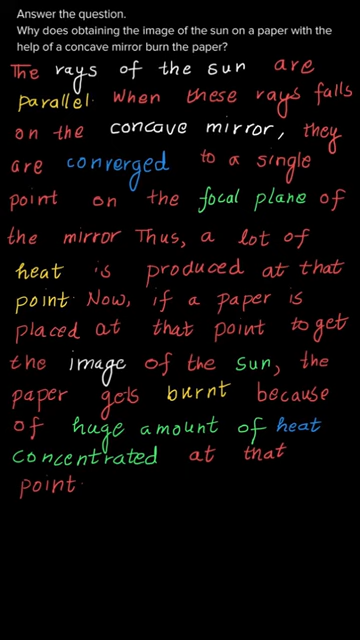 Answer the question.
Why does obtaining the image of the sun on a paper with the
help of a concave mirror burn the paper?
The rays of the sun are
parallel. When these rays falls
on the concave mirror, they
are converged to a single
point on the focal plane of
the mirror Thus, a lot of
heat is produced at that
point. Now, if a paper is
placed at that point to get
the image of the sun, the
paper gets burnt because
of huge amount of heat
concentrated at that
point.